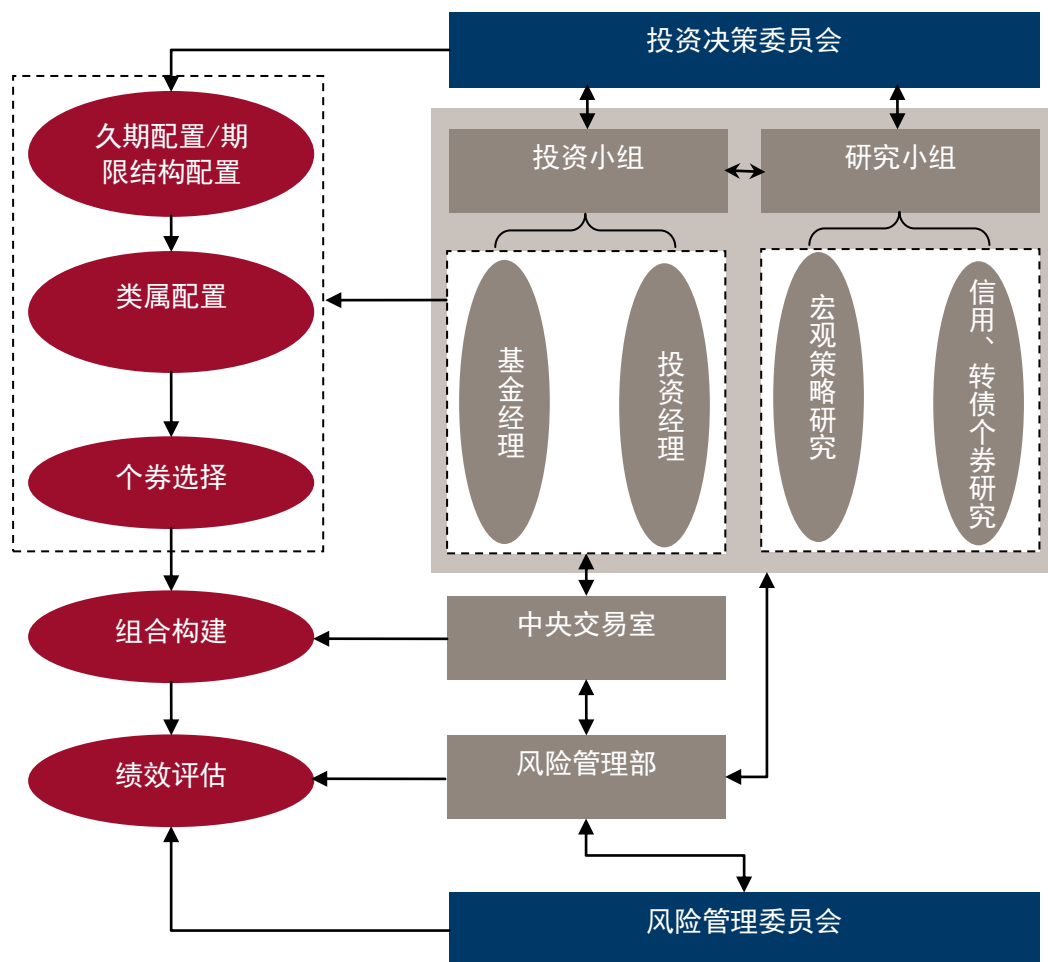 投资决策委员会
久期配置/期
限结构配置
投资小组
研究小组
类属配置
基金经理
投资经理
宏观策略研究
信用、转债个券研究
个券选择
组合构建
中央交易室
绩效评估
风险管理部
风险管理委员会